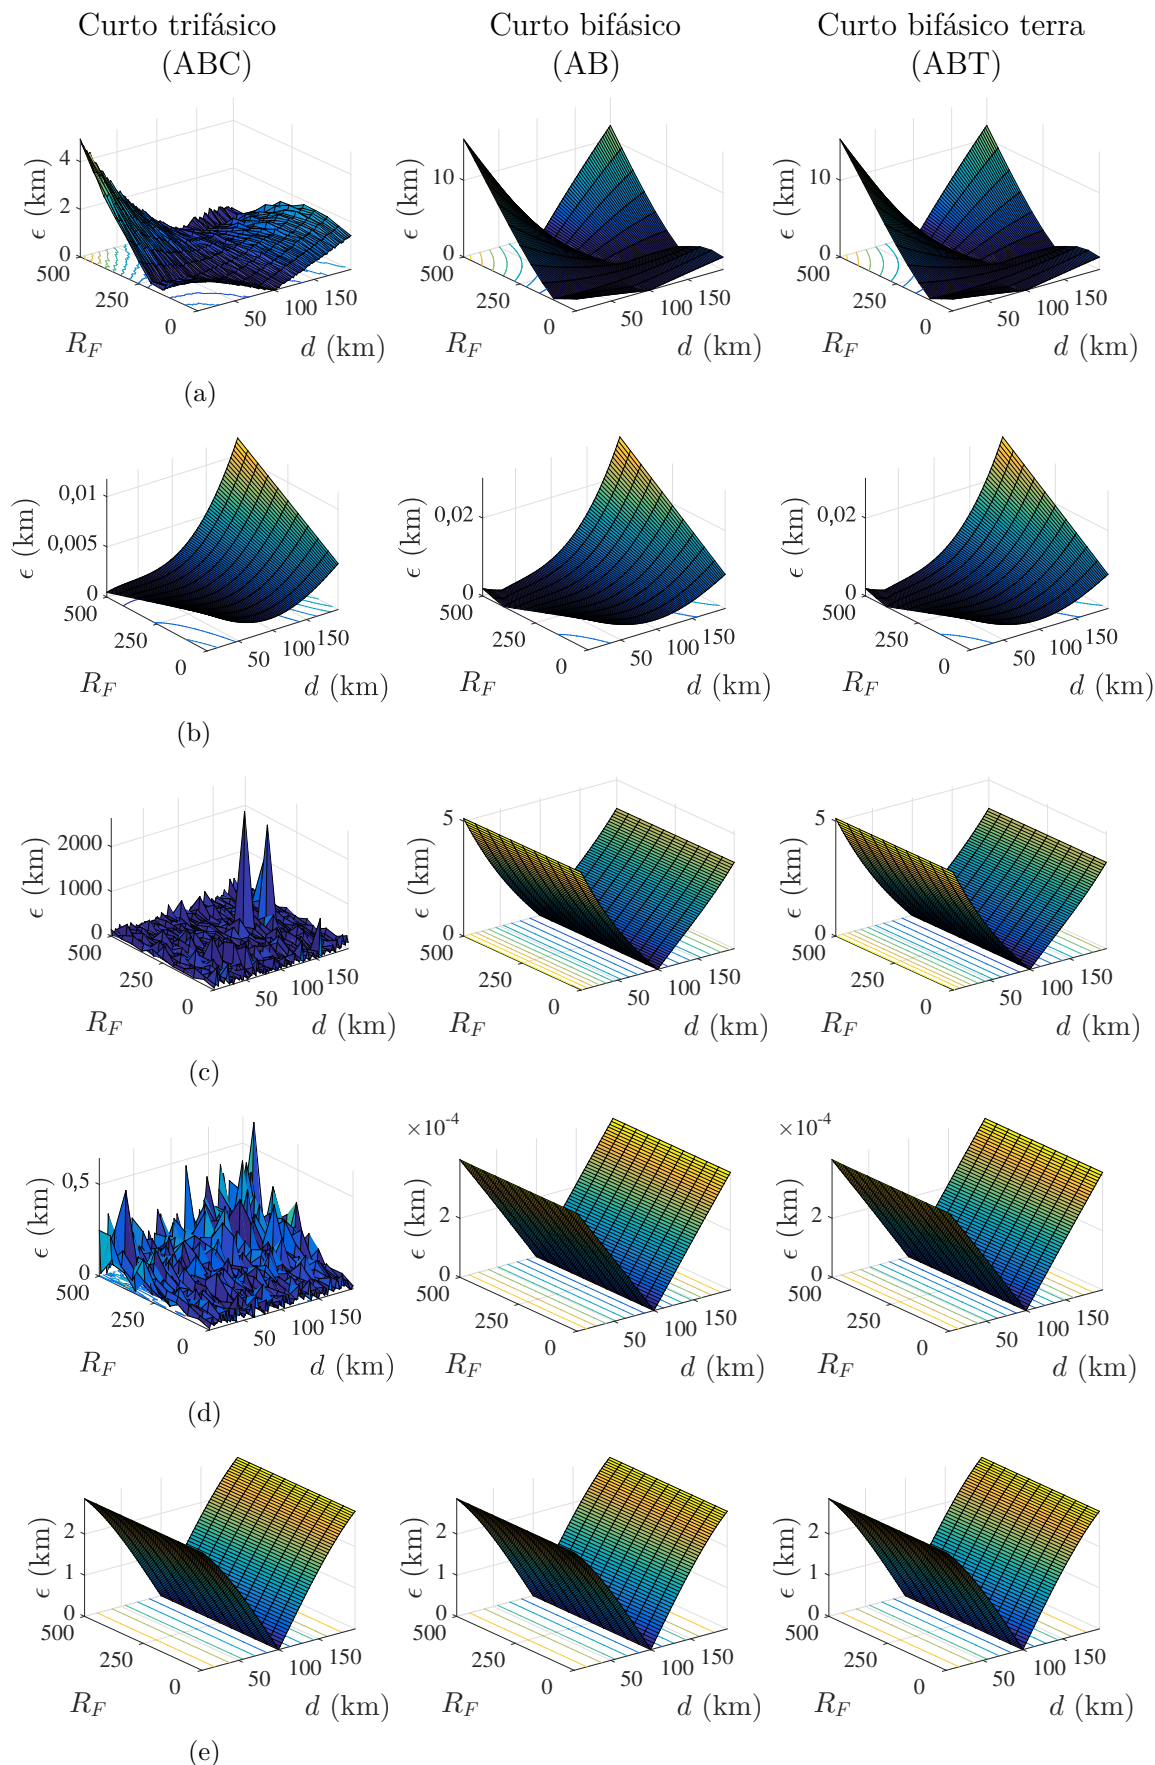 Curto trifásico
(ABC)
Curto bifásico
(AB)
Curto bifásico terra
(ABT)
4
2
0
ϵ (km)
500
250
0
R_F
50
100
150
d (km)
10
0
ϵ (km)
500
250
0
R_F
50
100
150
d (km)
10
0
ϵ (km)
500
250
0
R_F
50
100
150
d (km)
(a)
0,01
0,005
0
ϵ (km)
500
250
0
R_F
50
100
150
d (km)
0,02
0
ϵ (km)
500
250
0
R_F
50
100
150
d (km)
0,02
0
ϵ (km)
500
250
0
R_F
50
100
150
d (km)
(b)
2000
1000
0
ϵ (km)
500
250
0
R_F
50
100
150
d (km)
5
0
ϵ (km)
500
250
0
R_F
50
100
150
d (km)
5
0
ϵ (km)
500
250
0
R_F
50
100
150
d (km)
(c)
0,5
0
ϵ (km)
500
250
0
R_F
50
100
150
d (km)
×10⁻⁴
2
0
ϵ (km)
500
250
0
R_F
50
100
150
d (km)
×10⁻⁴
2
0
ϵ (km)
500
250
0
R_F
50
100
150
d (km)
(d)
2
1
0
ϵ (km)
500
250
0
R_F
50
100
150
d (km)
2
1
0
ϵ (km)
500
250
0
R_F
50
100
150
d (km)
2
1
0
ϵ (km)
500
250
0
R_F
50
100
150
d (km)
(e)